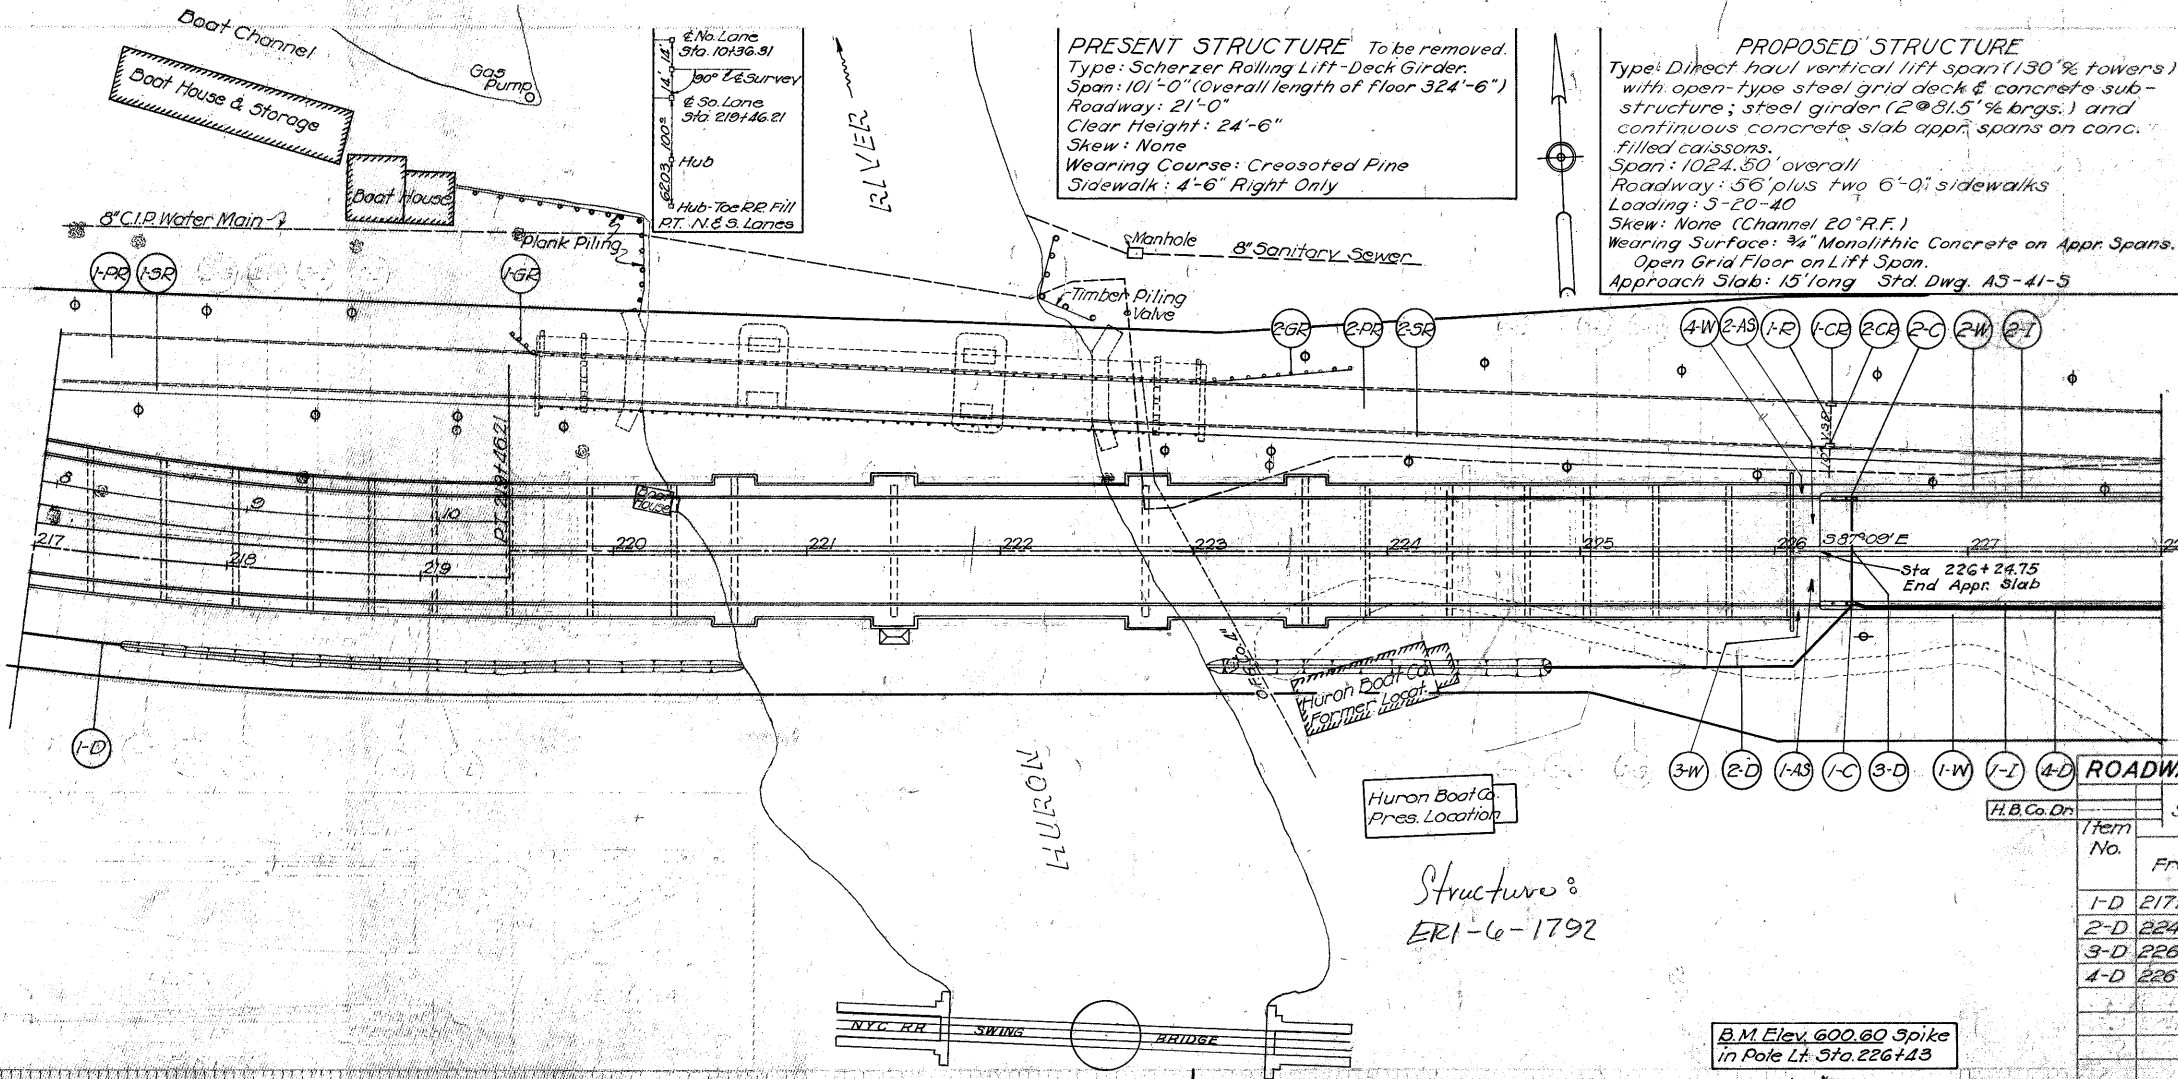 Boat Channel
Boat House & Storage
Gas
Pump
Boat House
8" C.I.P. Water Main
Plank Piling
℄ No. Lane
Sta. 10+36.31
14' 14'
90° ℄ Survey
℄ So. Lane
Sta. 219+46.21
Hub
Hub-Toe R.R. Fill
P.T. N.&S. Lanes
RIVER
PRESENT STRUCTURE To be removed.
Type: Scherzer Rolling Lift-Deck Girder.
Span: 101'-0" (Overall length of floor 324'-6")
Roadway: 21'-0"
Clear Height: 24'-6"
Skew: None
Wearing Course: Creosoted Pine
Sidewalk: 4'-6" Right Only
PROPOSED STRUCTURE
Type: Direct haul vertical lift span (130' % towers)
with open-type steel grid deck & concrete sub-
structure; steel girder (2@81.5' % brgs.) and
continuous concrete slab appr. spans on conc.
filled caissons.
Span: 1024.50' overall
Roadway: 56' plus two 6'-0" sidewalks
Loading: S-20-40
Skew: None (Channel 20° R.F.)
Wearing Surface: ¾" Monolithic Concrete on Appr. Spans.
Open Grid Floor on Lift Span.
Approach Slab: 15' long Std. Dwg. AS-41-S
Manhole
8" Sanitary Sewer
Timber Piling
Valve
1-PR 1-SR 1-GR 2-GR 2-PR 2-SR 4-W 2-AS 1-R 1-CR 2-CR 2-C 2-W 2-I
P.T. 219+46.21
Boat
House
8 9 10
217 218 219 220 221 222 223 224 225 226 227
S 87°09' E
Sta 226+24.75
End Appr. Slab
Huron Boat Co.
Former Locat.
1-D 3-W 2-D 1-AS 1-C 3-D 1-W 1-I 4-D
HURON
Huron Boat Co.
Pres. Location
H.B.Co. Dr.
Item
No.
1-D
2-D
3-D
4-D
Structure:
ERI-6-1792
NYC RR SWING BRIDGE
B.M. Elev. 600.60 Spike
in Pole Lt. Sta. 226+43